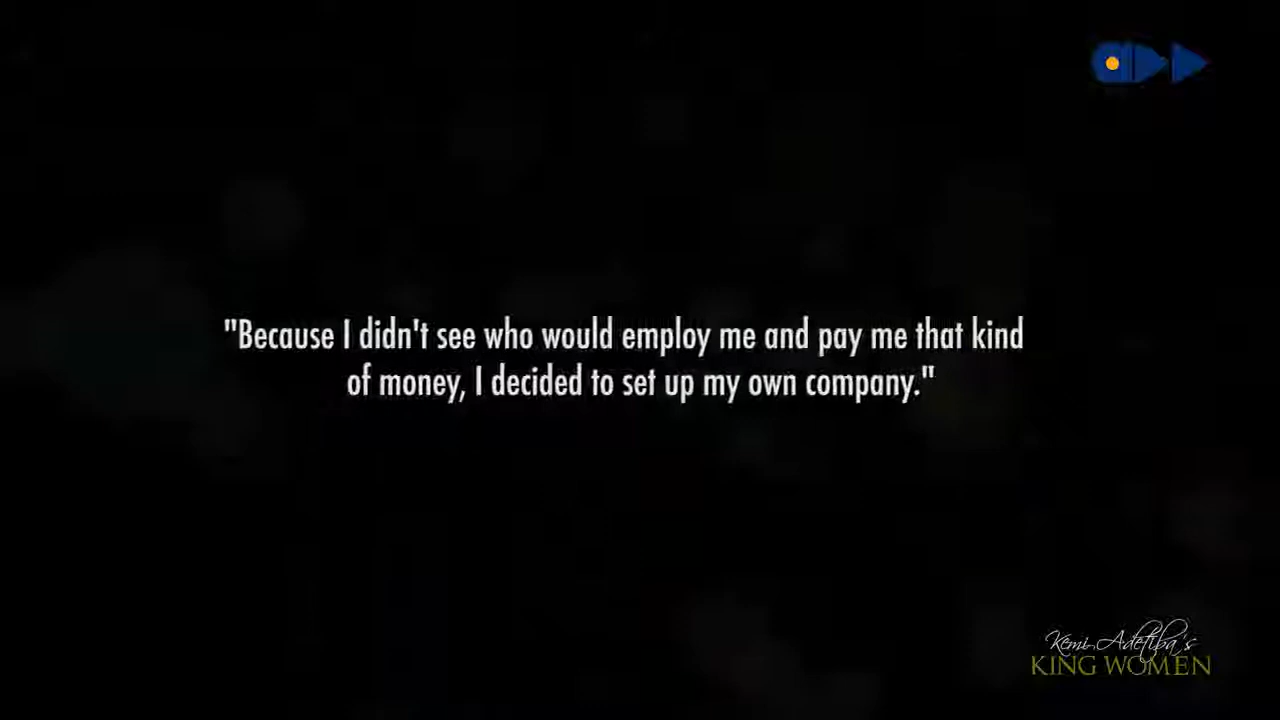 "Because I didn't see who would employ me and pay me that kind
of money, I decided to set up my own company."
Kemi Adetiba's
KING WOMEN